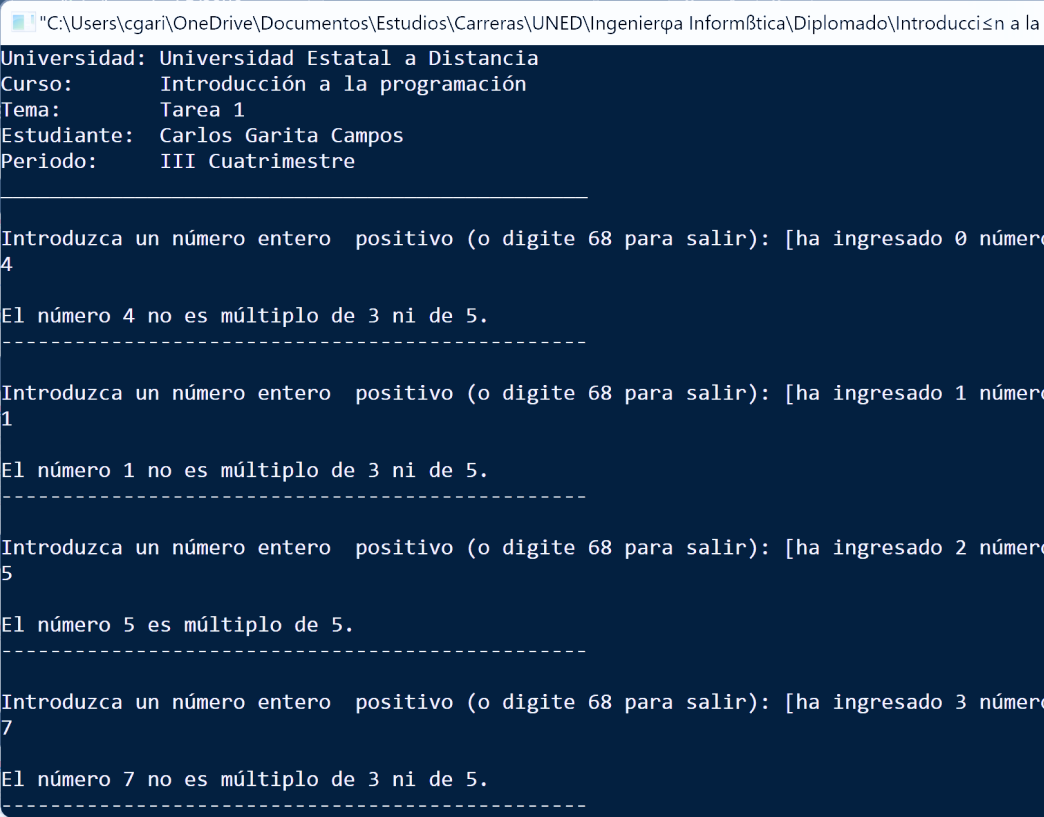 "C:\Users\cgari\OneDrive\Documentos\Estudios\Carreras\UNED\Ingenierφa Informßtica\Diplomado\Introducci≤n a la
Universidad: Universidad Estatal a Distancia
Curso: Introducción a la programación
Tema: Tarea 1
Estudiante: Carlos Garita Campos
Periodo: III Cuatrimestre
________________________________________________
Introduzca un número entero  positivo (o digite 68 para salir): [ha ingresado 0 número
4
El número 4 no es múltiplo de 3 ni de 5.
------------------------------------------------
Introduzca un número entero  positivo (o digite 68 para salir): [ha ingresado 1 número
1
El número 1 no es múltiplo de 3 ni de 5.
------------------------------------------------
Introduzca un número entero  positivo (o digite 68 para salir): [ha ingresado 2 número
5
El número 5 es múltiplo de 5.
------------------------------------------------
Introduzca un número entero  positivo (o digite 68 para salir): [ha ingresado 3 número
7
El número 7 no es múltiplo de 3 ni de 5.
------------------------------------------------